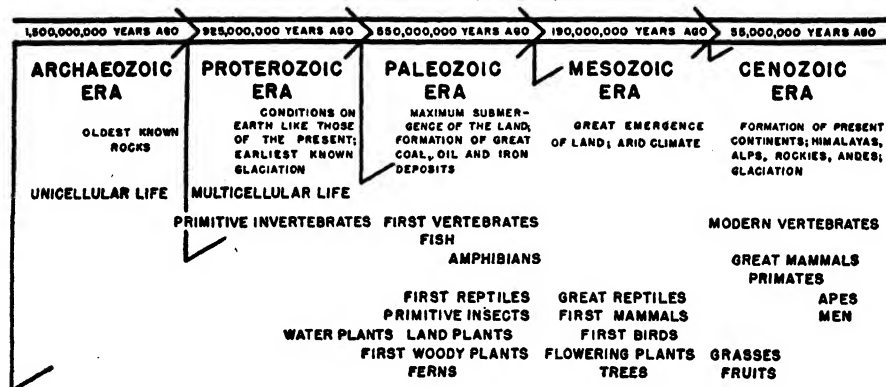 1,500,000,000 YEARS AGO 925,000,000 YEARS AGO 550,000,000 YEARS AGO 190,000,000 YEARS AGO 55,000,000 YEARS AGO
ARCHAEOZOIC ERA
OLDEST KNOWN
ROCKS
UNICELLULAR LIFE
PROTEROZOIC
ERA
CONDITIONS ON
EARTH LIKE THOSE
OF THE PRESENT;
EARLIEST KNOWN
GLACIATION
MULTICELLULAR LIFE
PRIMITIVE INVERTEBRATES
WATER PLANTS
PALEOZOIC
ERA
MAXIMUM SUBMER-
GENCE OF THE LAND;
FORMATION OF GREAT
COAL, OIL AND IRON
DEPOSITS
FIRST VERTEBRATES
FISH
AMPHIBIANS
FIRST REPTILES
PRIMITIVE INSECTS
LAND PLANTS
FIRST WOODY PLANTS
FERNS
MESOZOIC
ERA
GREAT EMERGENCE
OF LAND; ARID CLIMATE
GREAT REPTILES
FIRST MAMMALS
FIRST BIRDS
FLOWERING PLANTS
TREES
CENOZOIC
ERA
FORMATION OF PRESENT
CONTINENTS; HIMALAYAS,
ALPS, ROCKIES, ANDES;
GLACIATION
MODERN VERTEBRATES
GREAT MAMMALS
PRIMATES
APES
MEN
GRASSES
FRUITS